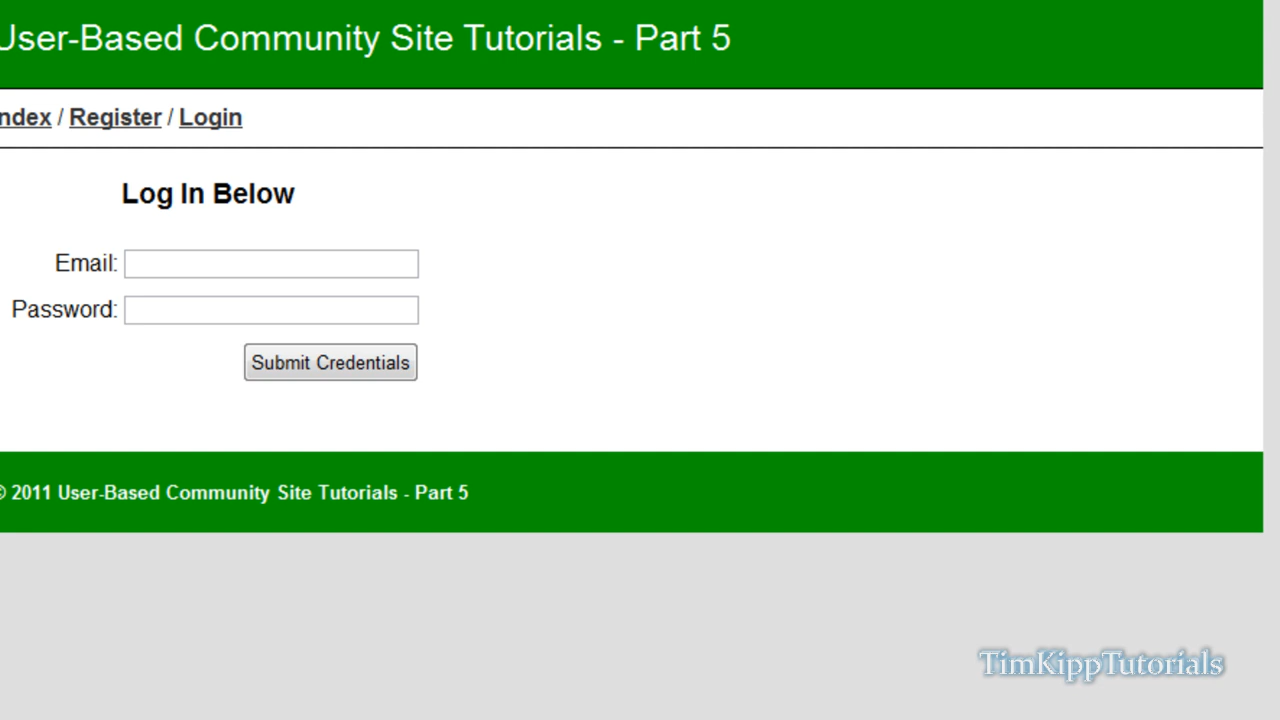 User-Based Community Site Tutorials - Part 5
ndex / Register / Login
Log In Below
Email:
Password:
Submit Credentials
© 2011 User-Based Community Site Tutorials - Part 5
TimKippTutorials